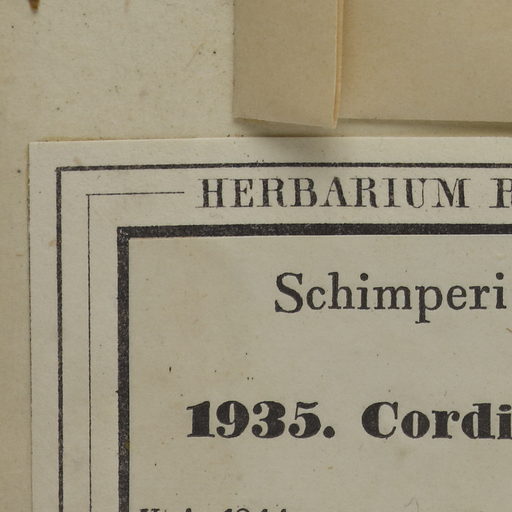 HERBARIUM
Schimperi
1935. Cordi